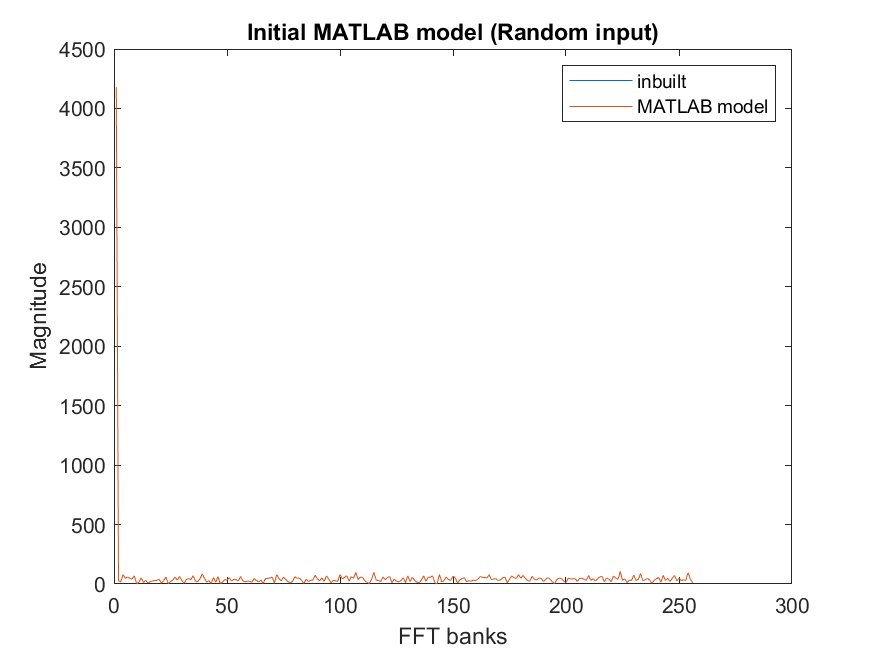 Initial MATLAB model (Random input)
4500
4000
3500
3000
2500
2000
1500
1000
500
0
Magnitude
inbuilt
MATLAB model
0 50 100 150 200 250 300
FFT banks